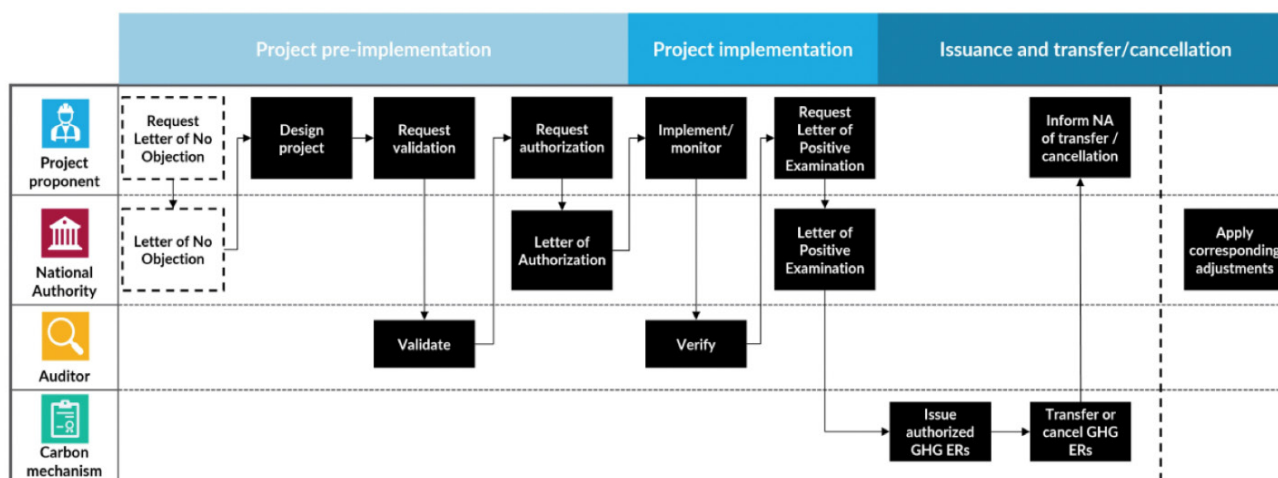 Project pre-implementation
Project implementation
Issuance and transfer/cancellation
Project
proponent
Request
Letter of No
Objection
Design
project
Request
validation
Request
authorization
Implement/
monitor
Request
Letter of
Positive
Examination
Inform NA
of transfer /
cancellation
National
Authority
Letter of No
Objection
Letter of
Authorization
Letter of
Positive
Examination
Apply
corresponding
adjustments
Auditor
Validate
Verify
Carbon
mechanism
Issue
authorized
GHG ERs
Transfer or
cancel GHG
ERs